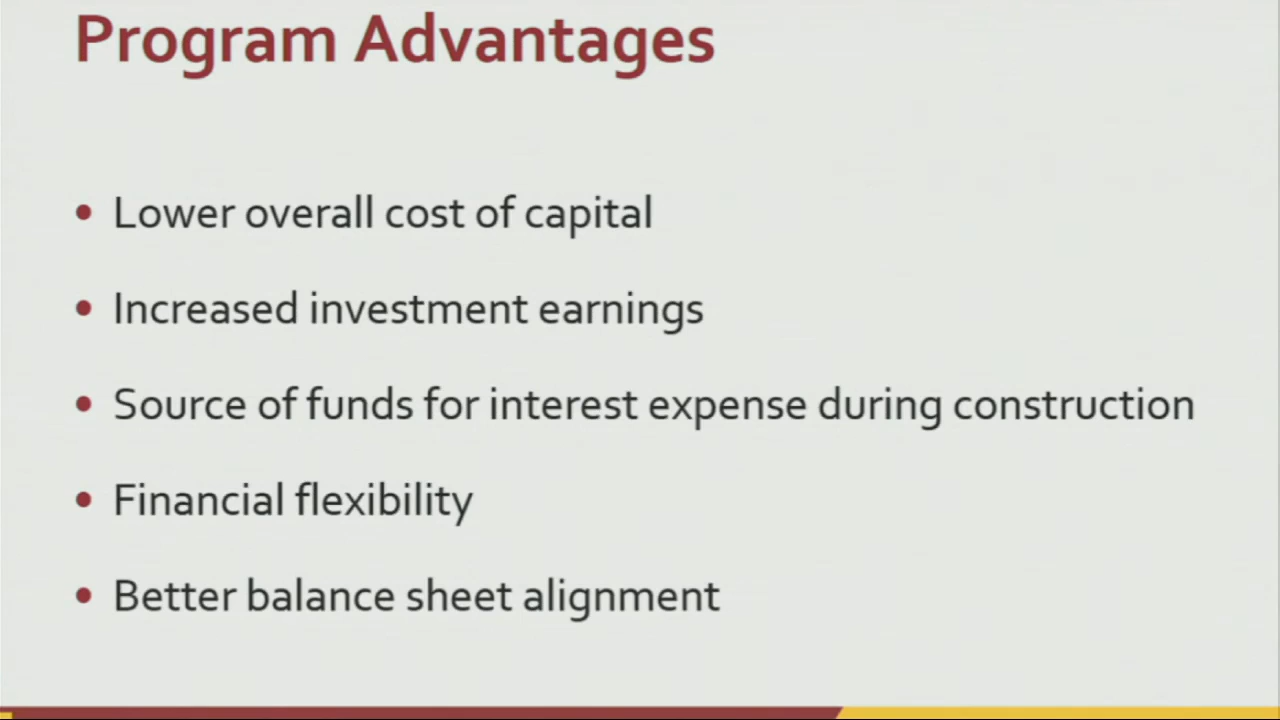 Program Advantages
• Lower overall cost of capital
• Increased investment earnings
• Source of funds for interest expense during construction
• Financial flexibility
• Better balance sheet alignment